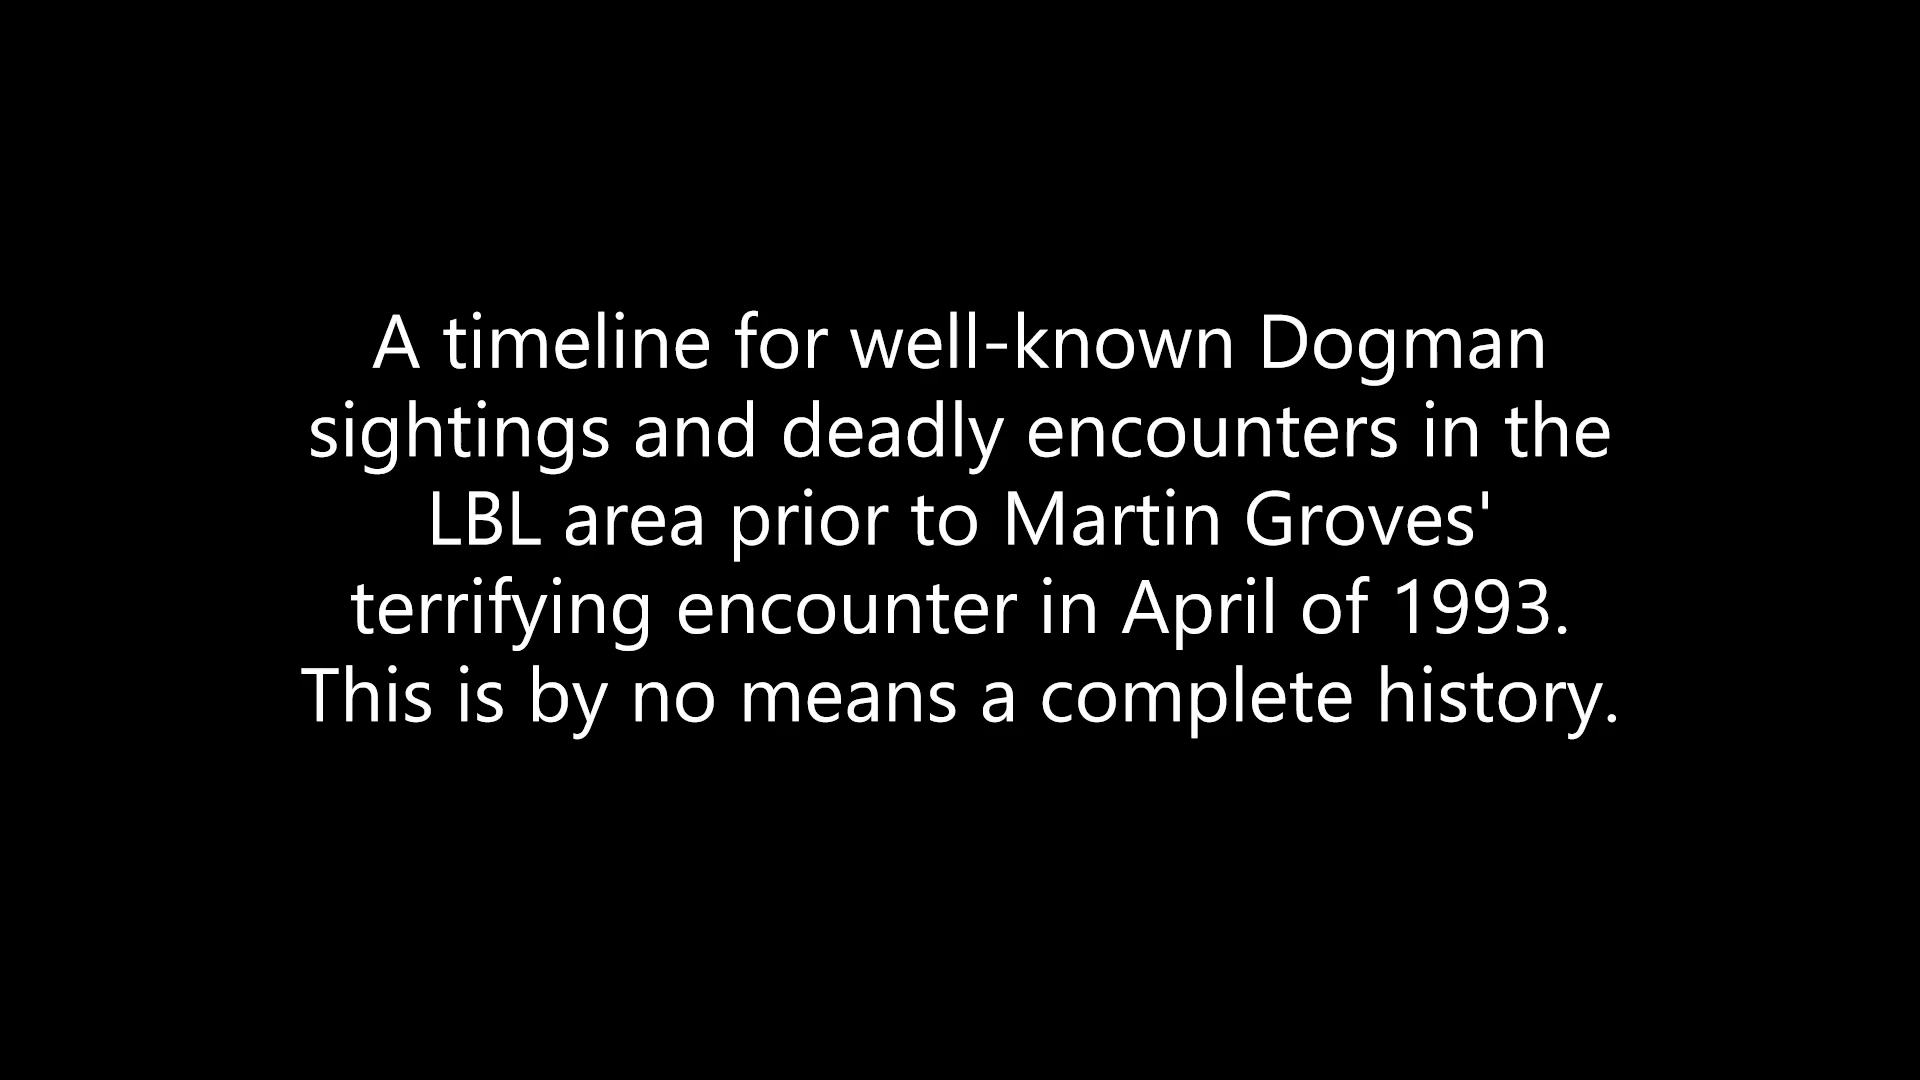 A timeline for well-known Dogman
sightings and deadly encounters in the
LBL area prior to Martin Groves'
terrifying encounter in April of 1993.
This is by no means a complete history.